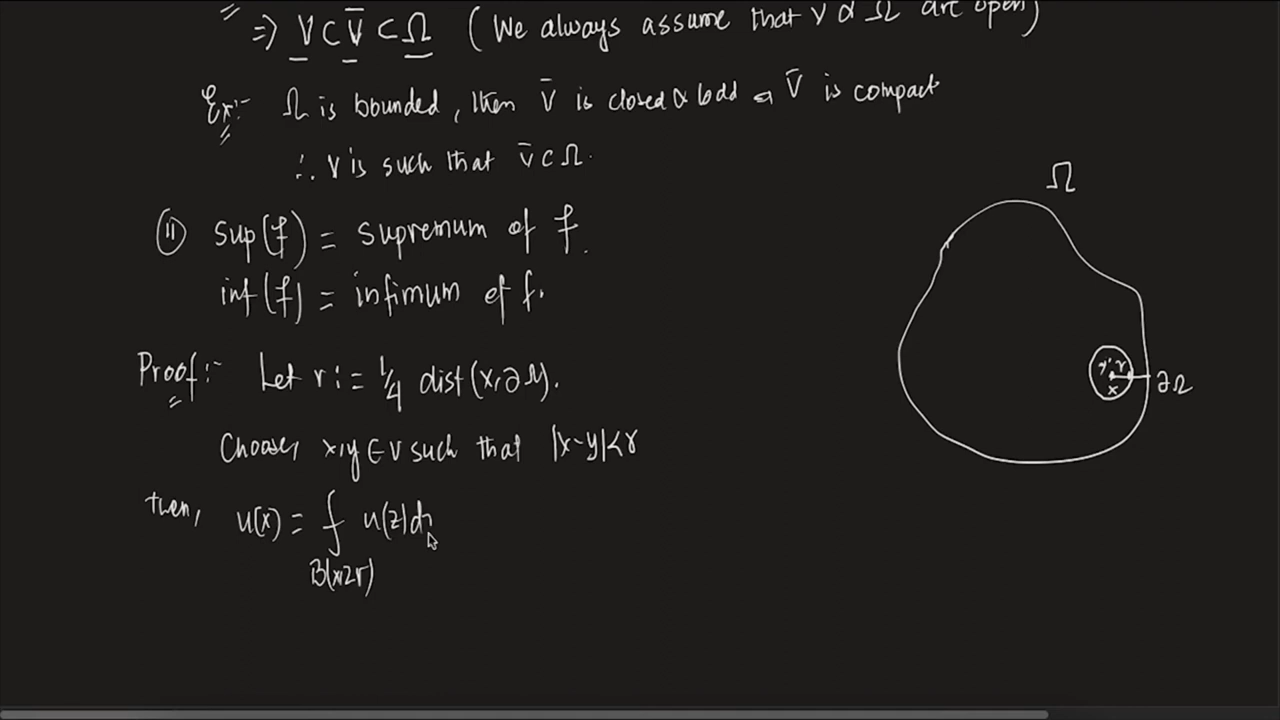 => V ⊂ V̄ ⊂ Ω (We always assume that V & Ω are open)
Ex:- Ω is bounded, then V̄ is closed & bdd ⇒ V̄ is compact
∴ V is such that V̄ ⊂ Ω.
(ii) sup(f) = supremum of f.
inf(f) = infimum of f.
Proof:- Let r := 1/4 dist(x, ∂Ω).
Choose x, y ∈ V such that |x-y| < r
then, u(x) = ⨍ u(z)dz
B(x,2r)
Ω
y r
x
∂Ω